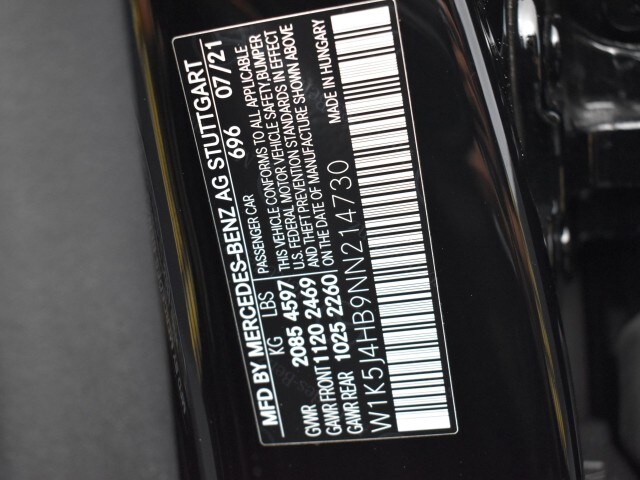 MFD BY MERCEDES-BENZ AG STUTTGART
KG LBS 696 07/21
GVWR 2085 4597
GAWR FRONT 1120 2469
GAWR REAR 1025 2260
PASSENGER CAR
THIS VEHICLE CONFORMS TO ALL APPLICABLE
U.S. FEDERAL MOTOR VEHICLE SAFETY, BUMPER
AND THEFT PREVENTION STANDARDS IN EFFECT
ON THE DATE OF MANUFACTURE SHOWN ABOVE
MADE IN HUNGARY
W1K5J4HB9NN214730